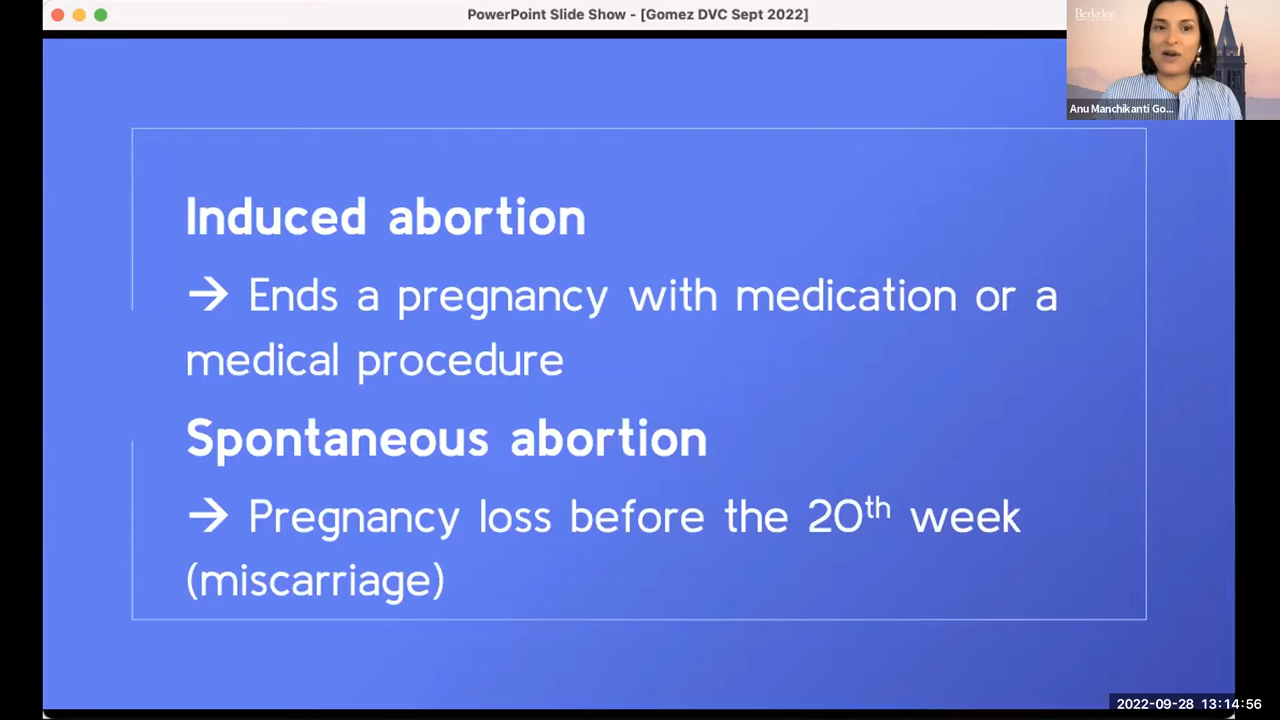 PowerPoint Slide Show - [Gomez DVC Sept 2022]
Berkeley
Anu Manchikanti Go...
Induced abortion
→ Ends a pregnancy with medication or a
medical procedure
Spontaneous abortion
→ Pregnancy loss before the 20th week
(miscarriage)
2022-09-28 13:14:56